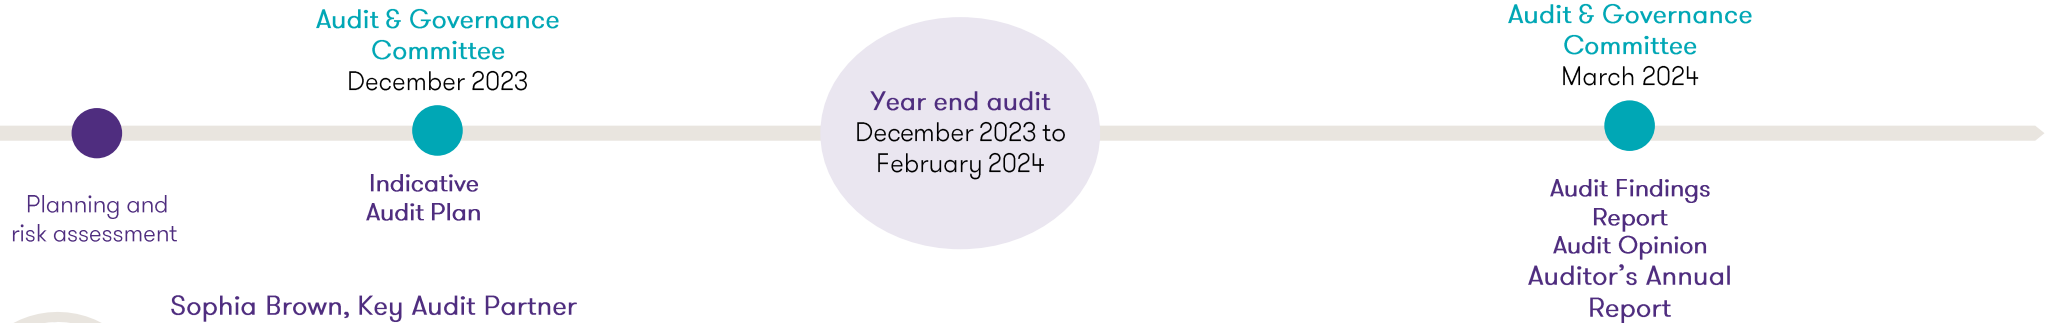 Audit & Governance
Committee
December 2023
Planning and
risk assessment
Indicative
Audit Plan
Year end audit
December 2023 to
February 2024
Audit & Governance
Committee
March 2024
Audit Findings
Report
Audit Opinion
Auditor’s Annual
Report
Sophia Brown, Key Audit Partner